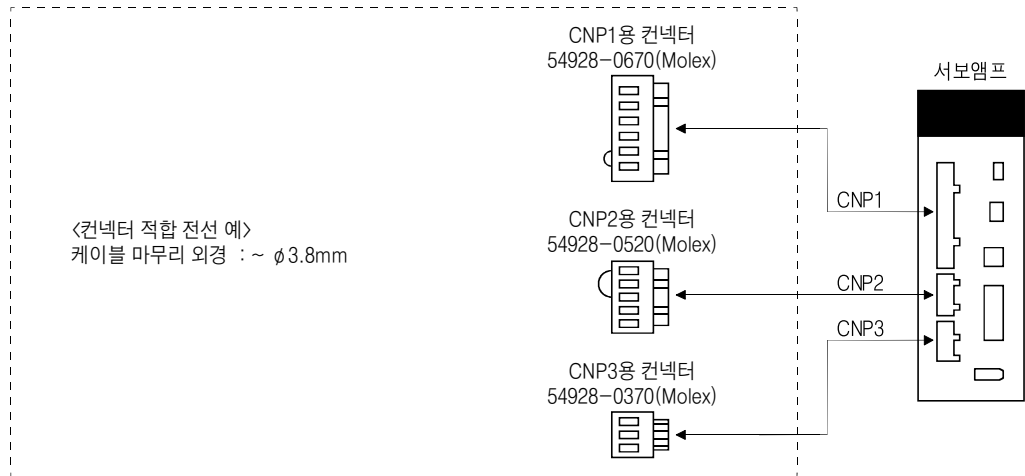 CNP1용 컨넥터
54928-0670(Molex)
서보앰프
CNP1
<컨넥터 적합 전선 예>
케이블 마무리 외경 : ~ φ3.8mm
CNP2용 컨넥터
54928-0520(Molex)
CNP2
CNP3
CNP3용 컨넥터
54928-0370(Molex)